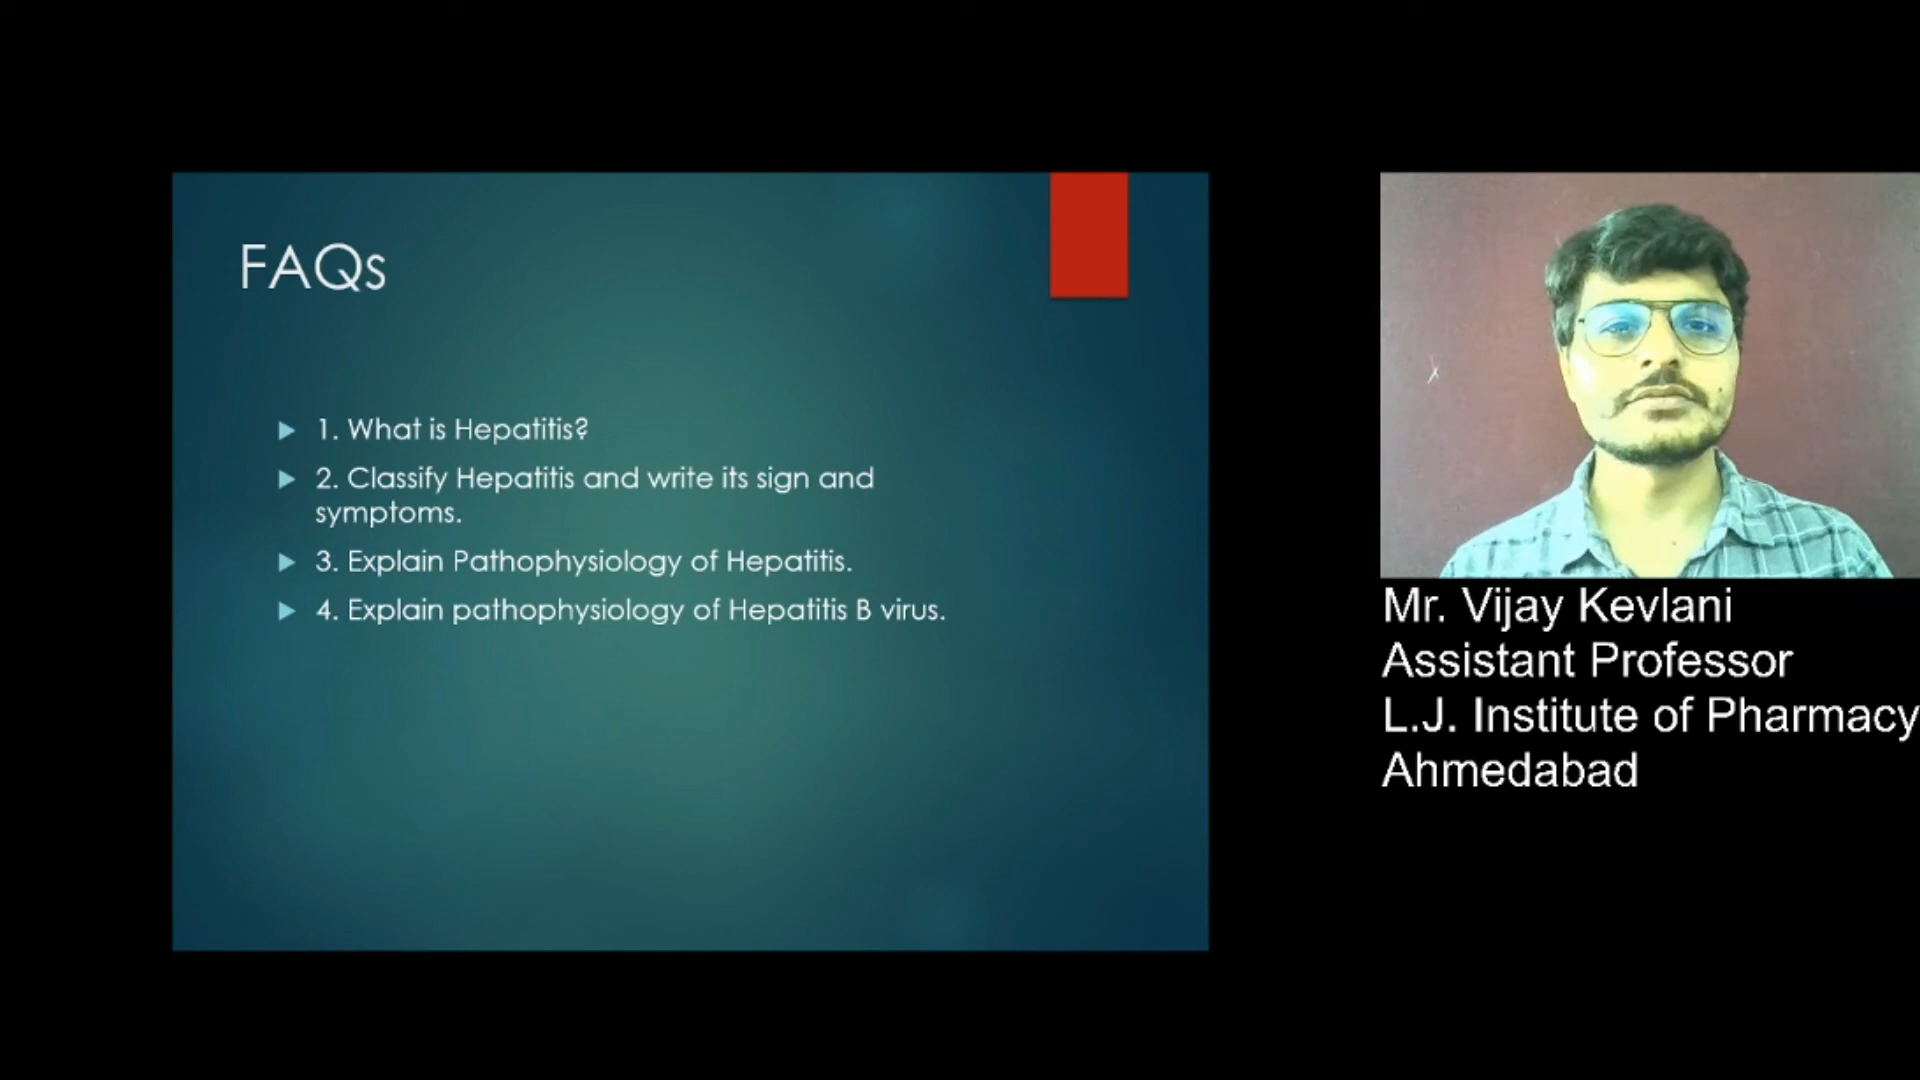 FAQs
1. What is Hepatitis?
2. Classify Hepatitis and write its sign and
symptoms.
3. Explain Pathophysiology of Hepatitis.
4. Explain pathophysiology of Hepatitis B virus.
Mr. Vijay Kevlani
Assistant Professor
L.J. Institute of Pharmacy
Ahmedabad